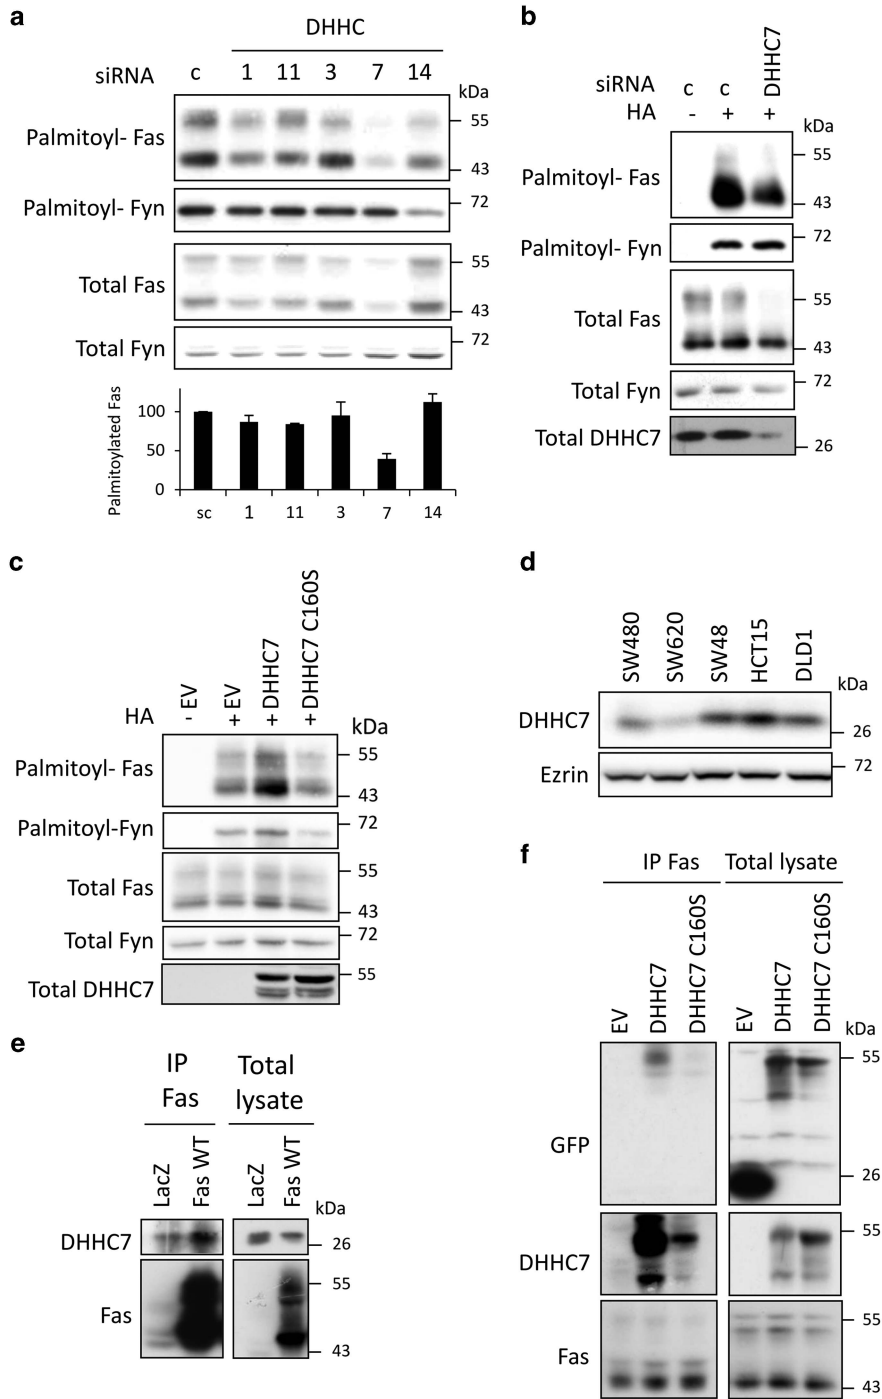 a
DHHC
siRNA c 1 11 3 7 14
kDa
Palmitoyl- Fas
55
43
Palmitoyl- Fyn
72
Total Fas
55
43
Total Fyn
72
Palmitoylated Fas
100
50
0
sc 1 11 3 7 14
b
siRNA c c DHHC7
HA - + +
kDa
Palmitoyl- Fas
55
43
Palmitoyl- Fyn
72
Total Fas
55
43
Total Fyn
72
Total DHHC7
26
c
HA - EV + EV + DHHC7 + DHHC7 C160S
kDa
Palmitoyl- Fas
55
43
Palmitoyl-Fyn
72
Total Fas
55
43
Total Fyn
72
Total DHHC7
55
d
SW480 SW620 SW48 HCT15 DLD1
kDa
DHHC7
26
Ezrin
72
e
IP Fas
Total lysate
LacZ Fas WT LacZ Fas WT
kDa
DHHC7
26
Fas
55
43
f
IP Fas Total lysate
EV DHHC7 DHHC7 C160S EV DHHC7 DHHC7 C160S
kDa
GFP
55
26
DHHC7
55
Fas
55
43